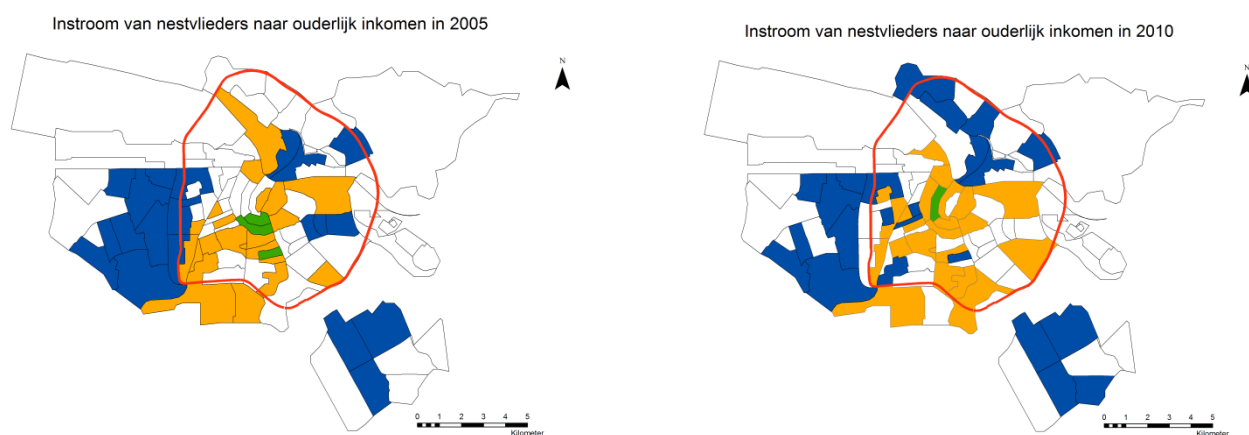 Instroom van nestvlieders naar ouderlijk inkomen in 2005
N
0 1 2 3 4 5
Kilometer
Instroom van nestvlieders naar ouderlijk inkomen in 2010
N
0 1 2 3 4 5
Kilometer